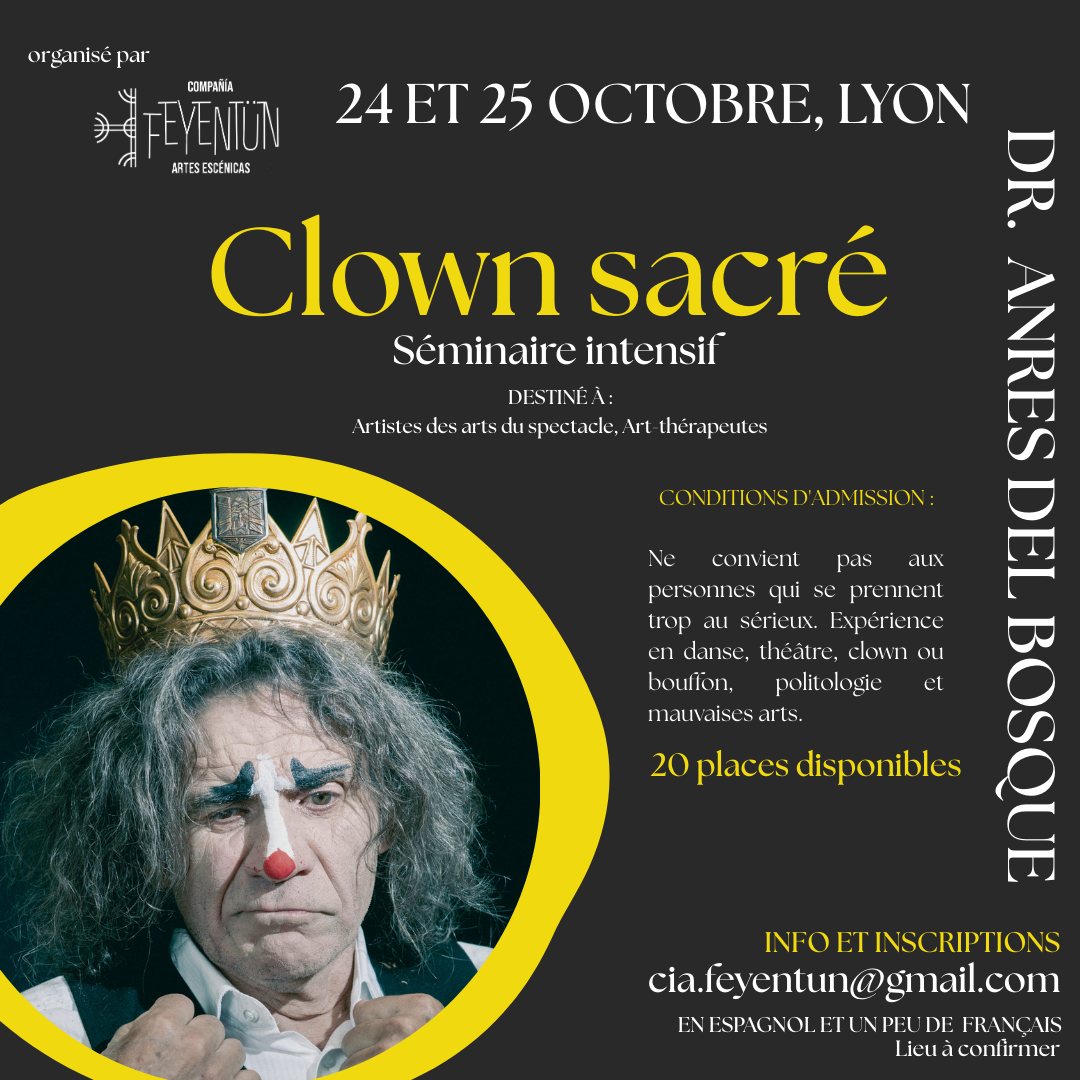 organisé par
COMPAÑÍA
FEYENTÜN
ARTES ESCÉNICAS
24 ET 25 OCTOBRE, LYON
DR. ANRES DEL BOSQUE
Clown sacré
Séminaire intensif
DESTINÉ À :
Artistes des arts du spectacle, Art-thérapeutes
CONDITIONS D'ADMISSION :
Ne convient pas aux
personnes qui se prennent
trop au sérieux. Expérience
en danse, théâtre, clown ou
bouffon, politologie et
mauvaises arts.
20 places disponibles
INFO ET INSCRIPTIONS
cia.feyentun@gmail.com
EN ESPAGNOL ET UN PEU DE FRANÇAIS
Lieu à confirmer